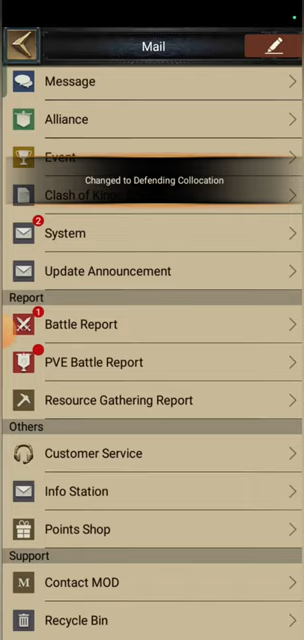 Mail
Message
Alliance
Event
Changed to Defending Collocation
Clash of Kings
2
System
Update Announcement
Report
1
Battle Report
PVE Battle Report
Resource Gathering Report
Others
Customer Service
Info Station
Points Shop
Support
M
Contact MOD
Recycle Bin